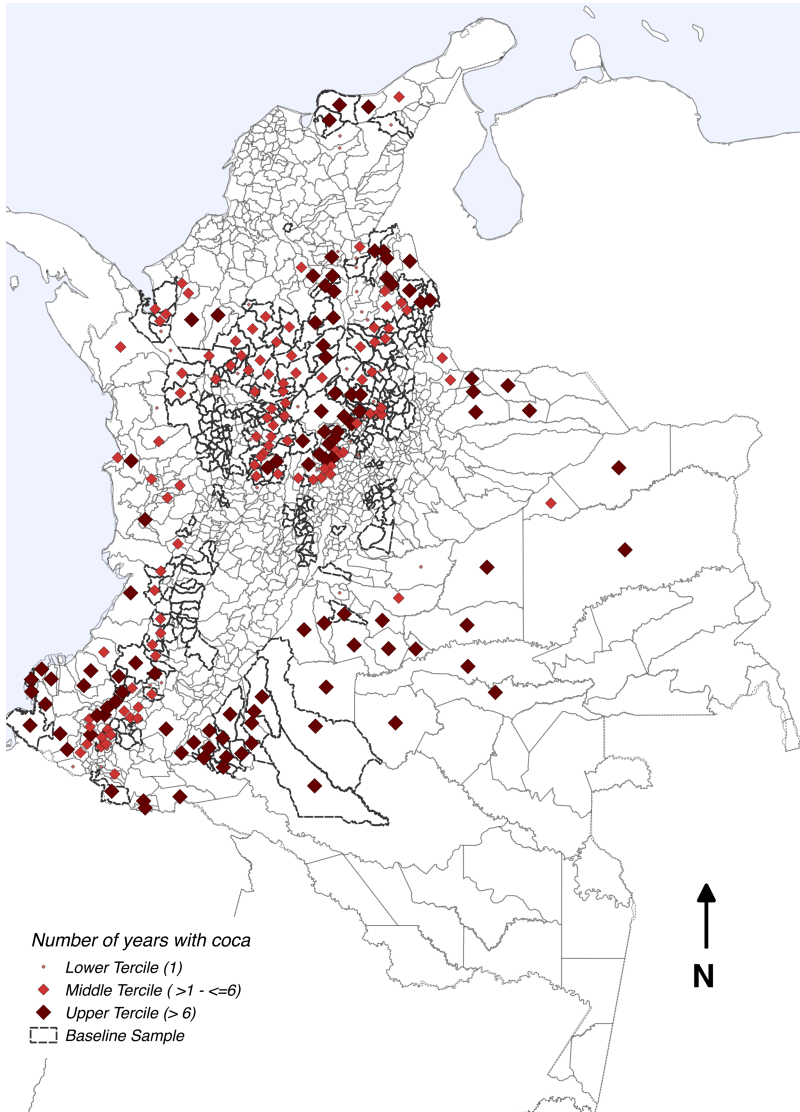 N
Number of years with coca
Lower Tercile (1)
Middle Tercile ( >1 - <=6)
Upper Tercile (> 6)
Baseline Sample